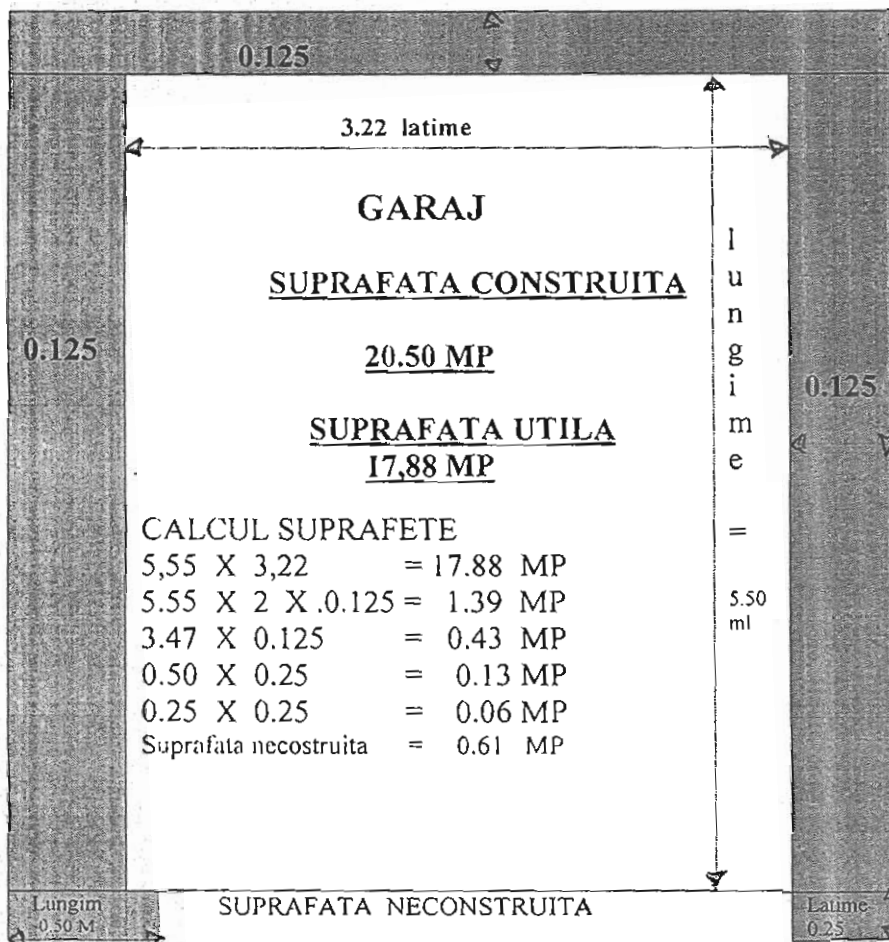 0.125
3.22 latime
GARAJ
SUPRAFATA CONSTRUITA
20.50 MP
SUPRAFATA UTILA
17,88 MP
0.125
0.125
lungime
=
5.50
ml
CALCUL SUPRAFETE
5,55 X 3,22 = 17.88 MP
5.55 X 2 X .0.125 = 1.39 MP
3.47 X 0.125 = 0.43 MP
0.50 X 0.25 = 0.13 MP
0.25 X 0.25 = 0.06 MP
Suprafata necostruita = 0.61 MP
Lungim
0.50 M
SUPRAFATA NECONSTRUITA
Latime
0.25